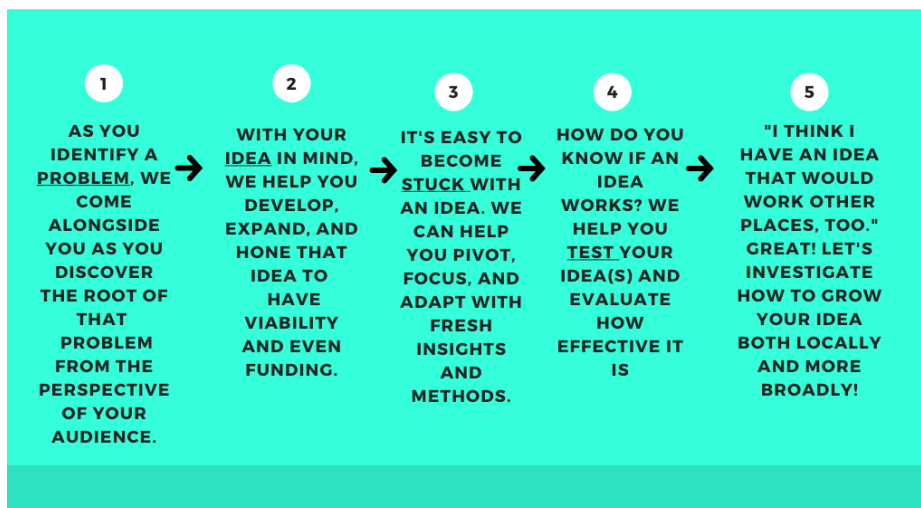 1
AS YOU
IDENTIFY A
PROBLEM, WE
COME
ALONGSIDE
YOU AS YOU
DISCOVER
THE ROOT OF
THAT
PROBLEM
FROM THE
PERSPECTIVE
OF YOUR
AUDIENCE.
2
WITH YOUR
IDEA IN MIND,
WE HELP YOU
DEVELOP,
EXPAND, AND
HONE THAT
IDEA TO
HAVE
VIABILITY
AND EVEN
FUNDING.
3
IT'S EASY TO
BECOME
STUCK WITH
AN IDEA. WE
CAN HELP
YOU PIVOT,
FOCUS, AND
ADAPT WITH
FRESH
INSIGHTS
AND
METHODS.
4
HOW DO YOU
KNOW IF AN
IDEA
WORKS? WE
HELP YOU
TEST YOUR
IDEA(S) AND
EVALUATE
HOW
EFFECTIVE IT
IS
5
"I THINK I
HAVE AN IDEA
THAT WOULD
WORK OTHER
PLACES, TOO."
GREAT! LET'S
INVESTIGATE
HOW TO GROW
YOUR IDEA
BOTH LOCALLY
AND MORE
BROADLY!